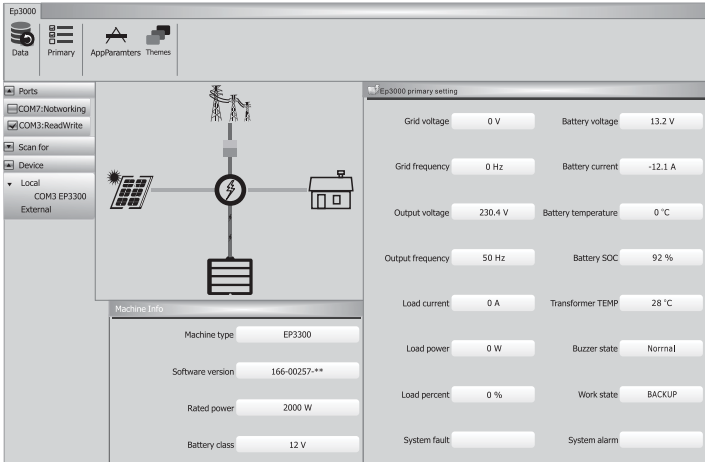 Ep3000
Data
Primary
AppParamters
Themes
Ports
COM7:Notworking
COM3:ReadWrite
Scan for
Device
Local
COM3 EP3300
External
Machine Info
Machine type EP3300
Software version 166-00257-**
Rated power 2000 W
Battery class 12 V
Ep3000 primary setting
Grid voltage 0 V Battery voltage 13.2 V
Grid frequency 0 Hz Battery current -12.1 A
Output voltage 230.4 V Battery temperature 0 °C
Output frequency 50 Hz Battery SOC 92 %
Load current 0 A Transformer TEMP 28 °C
Load power 0 W Buzzer state Norrnal
Load percent 0 % Work state BACKUP
System fault System alarm